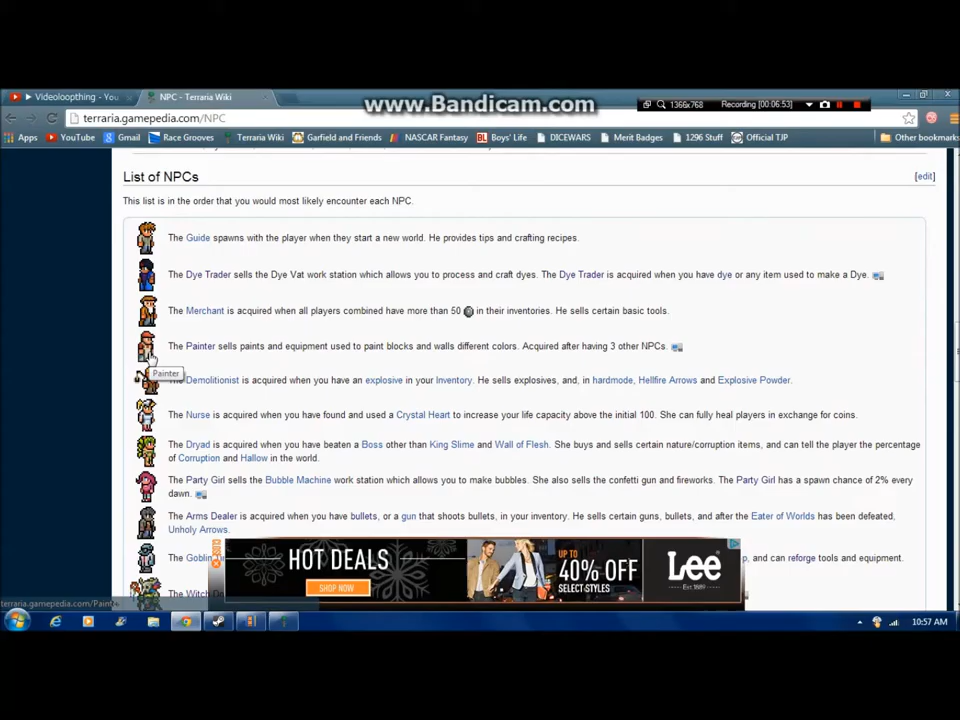 www.Bandicam.com
1366x768
Recording [00:06:53]
Videoloopthing - You
NPC - Terraria Wiki
terraria.gamepedia.com/NPC
Apps YouTube Gmail Race Grooves Terraria Wiki Garfield and Friends NASCAR Fantasy Boys' Life DICEWARS Merit Badges 1296 Stuff Official TJP Other bookmarks
List of NPCs
[edit]
This list is in the order that you would most likely encounter each NPC.
The Guide spawns with the player when they start a new world. He provides tips and crafting recipes.
The Dye Trader sells the Dye Vat work station which allows you to process and craft dyes. The Dye Trader is acquired when you have dye or any item used to make a Dye.
The Merchant is acquired when all players combined have more than 50 in their inventories. He sells certain basic tools.
The Painter sells paints and equipment used to paint blocks and walls different colors. Acquired after having 3 other NPCs.
Painter
Demolitionist is acquired when you have an explosive in your Inventory. He sells explosives, and, in hardmode, Hellfire Arrows and Explosive Powder.
The Nurse is acquired when you have found and used a Crystal Heart to increase your life capacity above the initial 100. She can fully heal players in exchange for coins.
The Dryad is acquired when you have beaten a Boss other than King Slime and Wall of Flesh. She buys and sells certain nature/corruption items, and can tell the player the percentage
of Corruption and Hallow in the world.
The Party Girl sells the Bubble Machine work station which allows you to make bubbles. She also sells the confetti gun and fireworks. The Party Girl has a spawn chance of 2% every
dawn.
The Arms Dealer is acquired when you have bullets, or a gun that shoots bullets, in your inventory. He sells certain guns, bullets, and after the Eater of Worlds has been defeated,
Unholy Arrows.
The Goblin and can reforge tools and equipment.
HOT DEALS
SHOP NOW
UP TO
40% OFF
SELECT STYLES
Lee
The Witch
terraria.gamepedia.com/Painter
10:57 AM